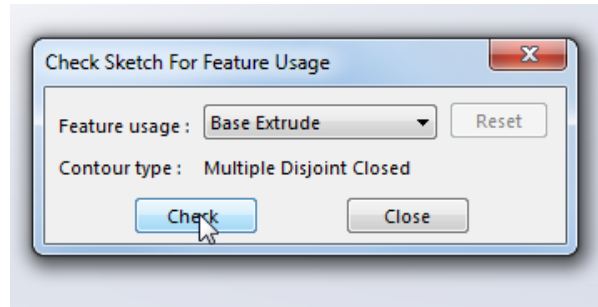 Check Sketch For Feature Usage
Feature usage : Base Extrude Reset
Contour type : Multiple Disjoint Closed
Check Close